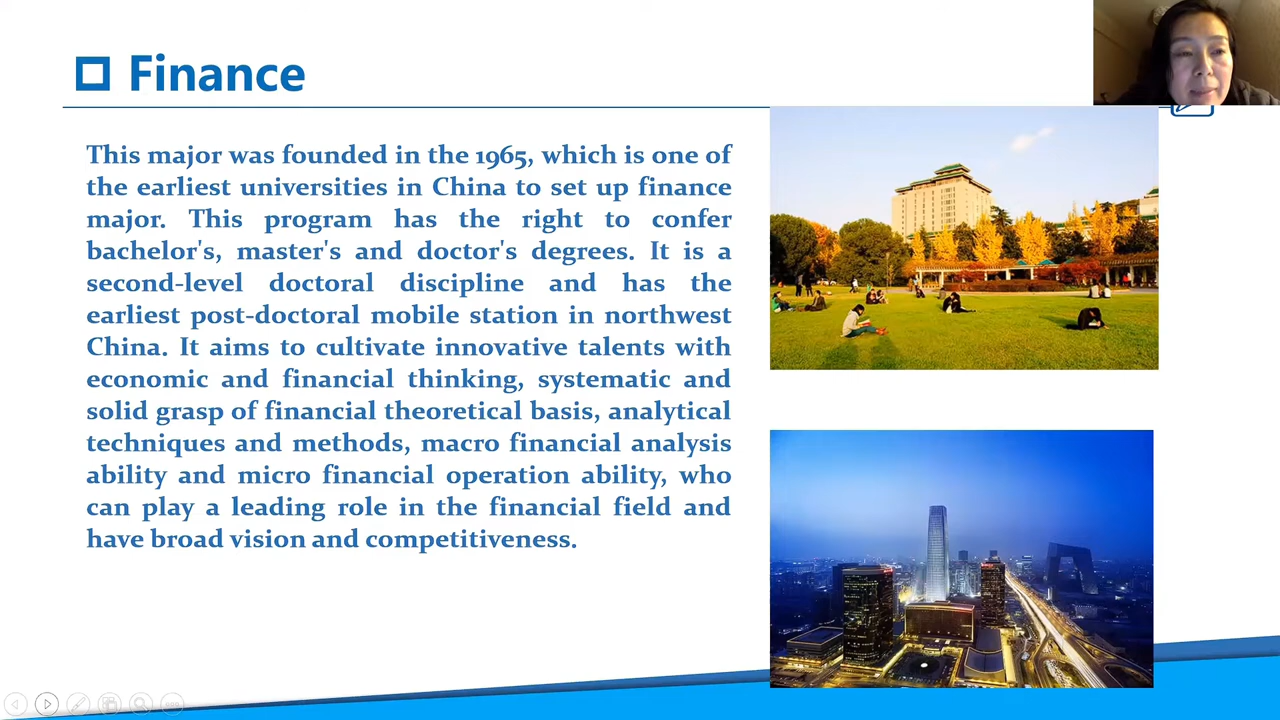 Finance
This major was founded in the 1965, which is one of
the earliest universities in China to set up finance
major. This program has the right to confer
bachelor's, master's and doctor's degrees. It is a
second-level doctoral discipline and has the
earliest post-doctoral mobile station in northwest
China. It aims to cultivate innovative talents with
economic and financial thinking, systematic and
solid grasp of financial theoretical basis, analytical
techniques and methods, macro financial analysis
ability and micro financial operation ability, who
can play a leading role in the financial field and
have broad vision and competitiveness.